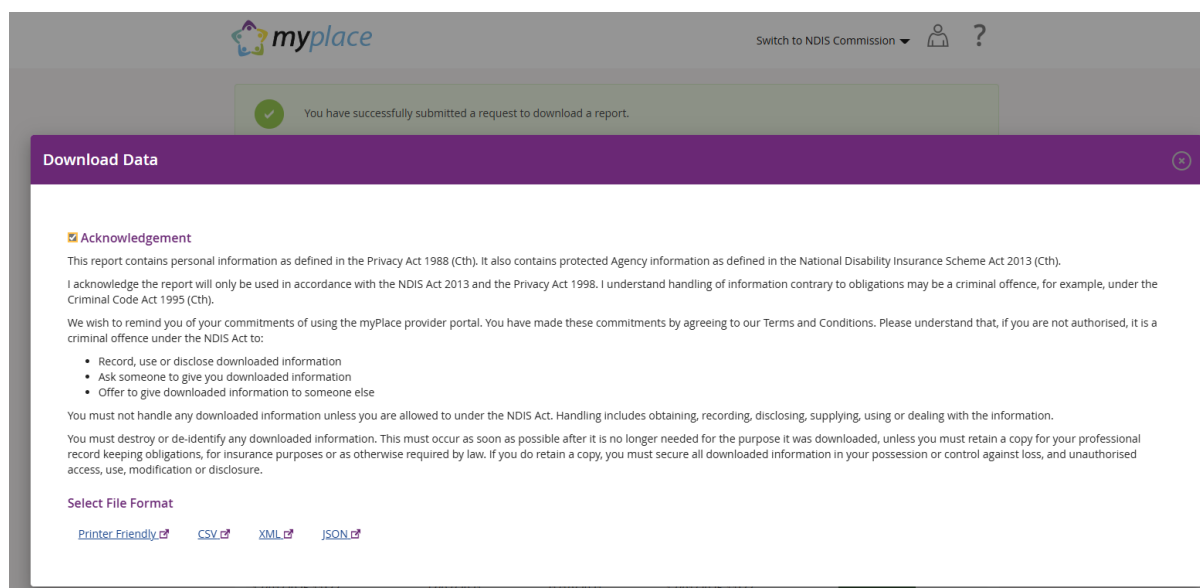 myplace
Switch to NDIS Commission
?
You have successfully submitted a request to download a report.
Download Data
Acknowledgement
This report contains personal information as defined in the Privacy Act 1988 (Cth). It also contains protected Agency information as defined in the National Disability Insurance Scheme Act 2013 (Cth).
I acknowledge the report will only be used in accordance with the NDIS Act 2013 and the Privacy Act 1998. I understand handling of information contrary to obligations may be a criminal offence, for example, under the
Criminal Code Act 1995 (Cth).
We wish to remind you of your commitments of using the myPlace provider portal. You have made these commitments by agreeing to our Terms and Conditions. Please understand that, if you are not authorised, it is a
criminal offence under the NDIS Act to:
• Record, use or disclose downloaded information
• Ask someone to give you downloaded information
• Offer to give downloaded information to someone else
You must not handle any downloaded information unless you are allowed to under the NDIS Act. Handling includes obtaining, recording, disclosing, supplying, using or dealing with the information.
You must destroy or de-identify any downloaded information. This must occur as soon as possible after it is no longer needed for the purpose it was downloaded, unless you must retain a copy for your professional
record keeping obligations, for insurance purposes or as otherwise required by law. If you do retain a copy, you must secure all downloaded information in your possession or control against loss, and unauthorised
access, use, modification or disclosure.
Select File Format
Printer Friendly CSV XML JSON